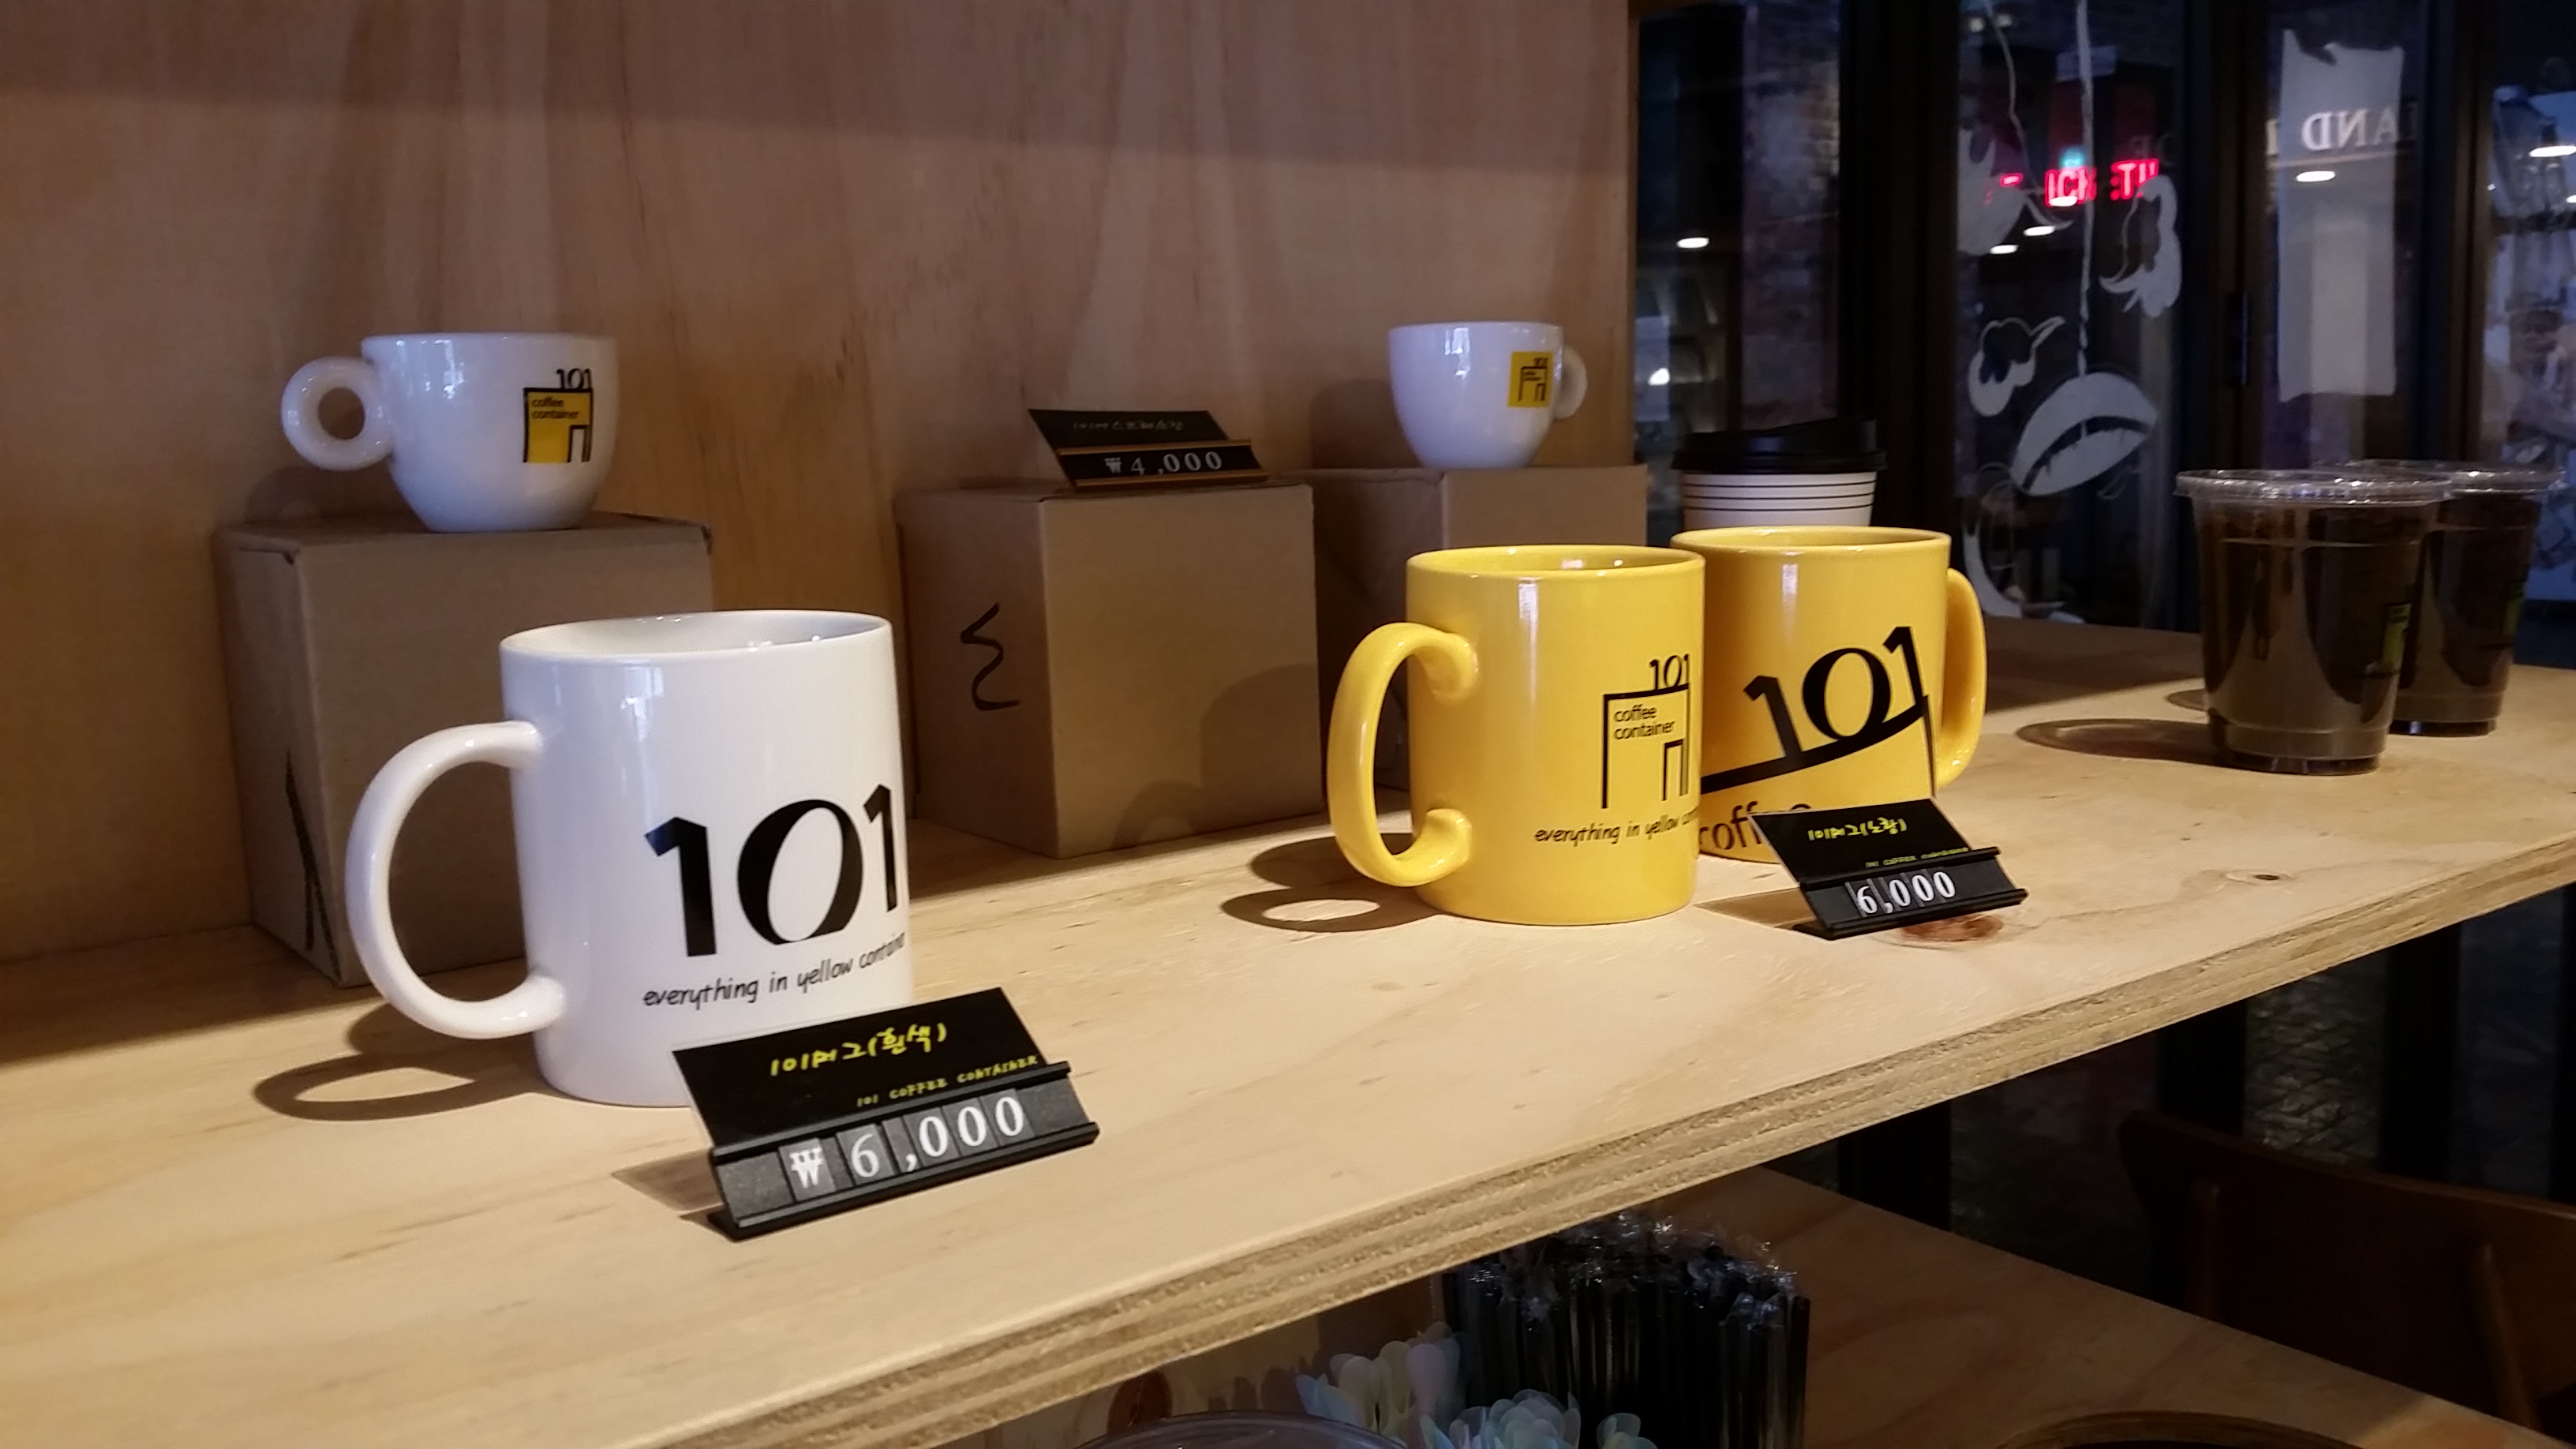 101
coffee
container
101
₩4,000
101
everything in yellow container
101머그(흰색)
101 COFFEE CONTAINER
₩6,000
101
coffee
container
everything in yellow
101
101머그(노랑)
101 COFFEE CONTAINER
6,000
LAND